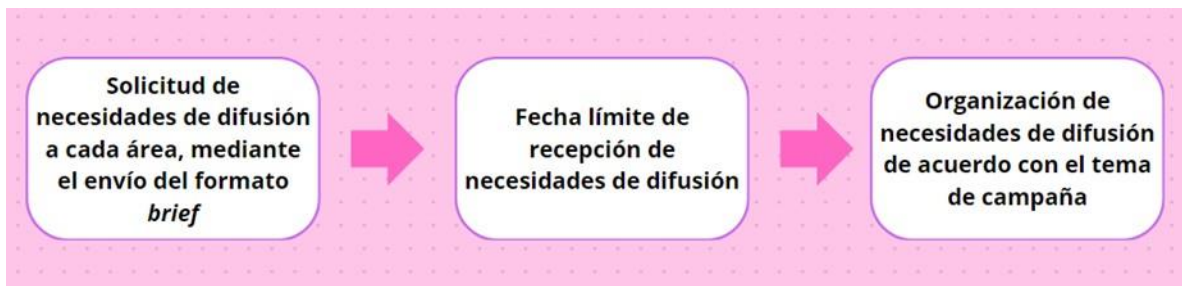 Solicitud de
necesidades de difusión
a cada área, mediante
el envío del formato
brief
Fecha límite de
recepción de
necesidades de difusión
Organización de
necesidades de difusión
de acuerdo con el tema
de campaña